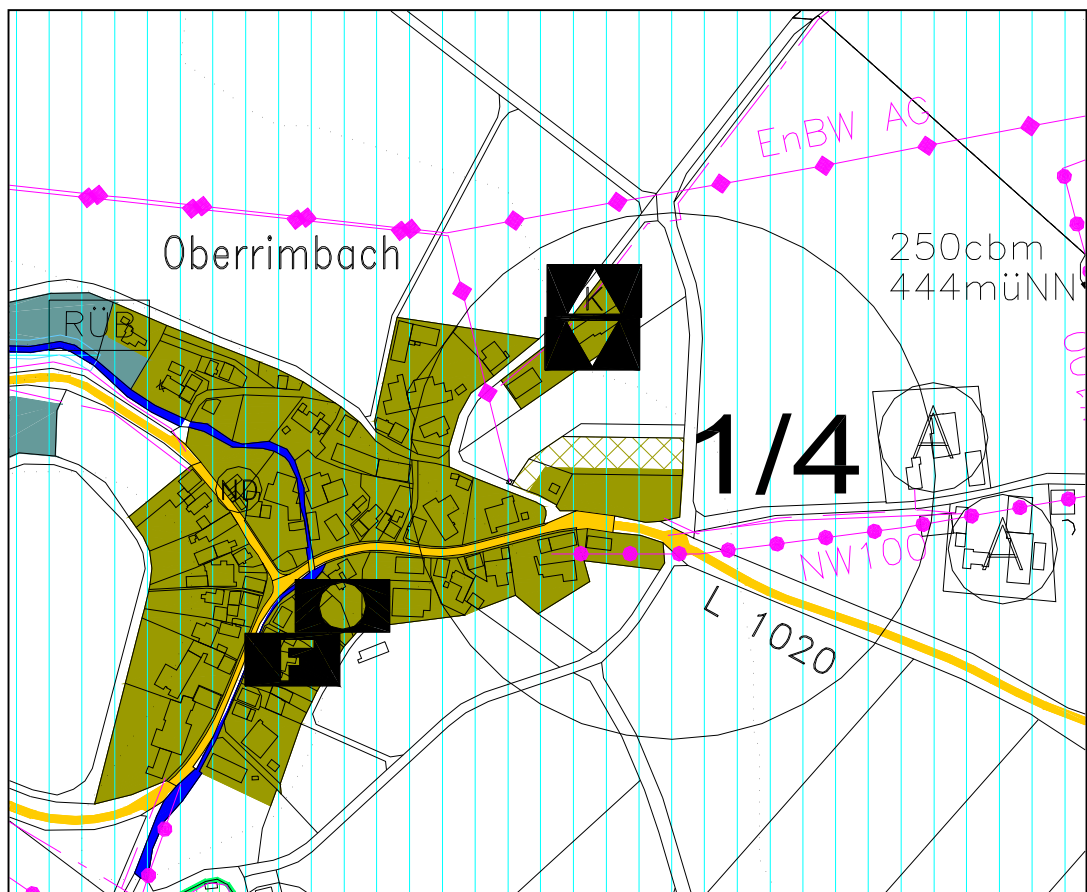 EnBW AG
Oberrimbach
250cbm
444müNN
K
RÜB
1/4
A
ND
A
NW100
L 1020
F